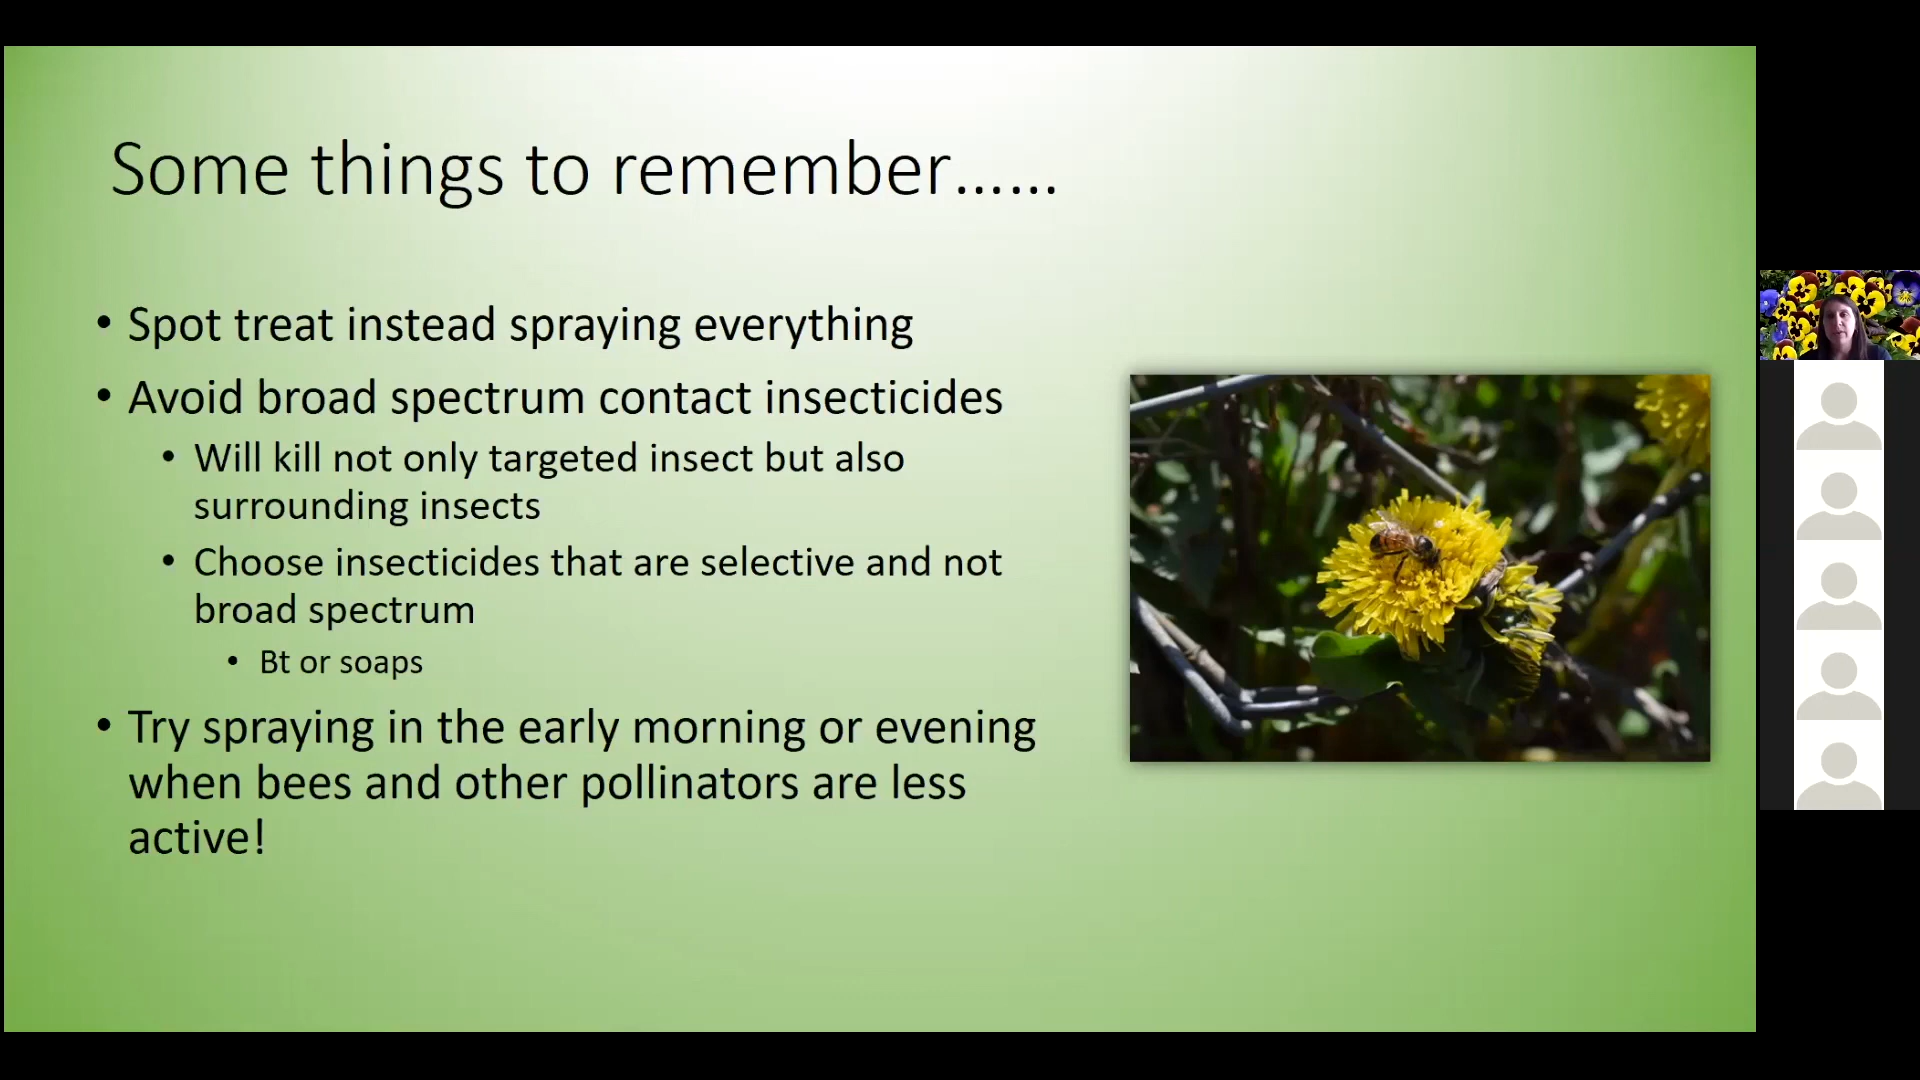 Some things to remember……
• Spot treat instead spraying everything
• Avoid broad spectrum contact insecticides
• Will kill not only targeted insect but also
surrounding insects
• Choose insecticides that are selective and not
broad spectrum
• Bt or soaps
• Try spraying in the early morning or evening
when bees and other pollinators are less
active!